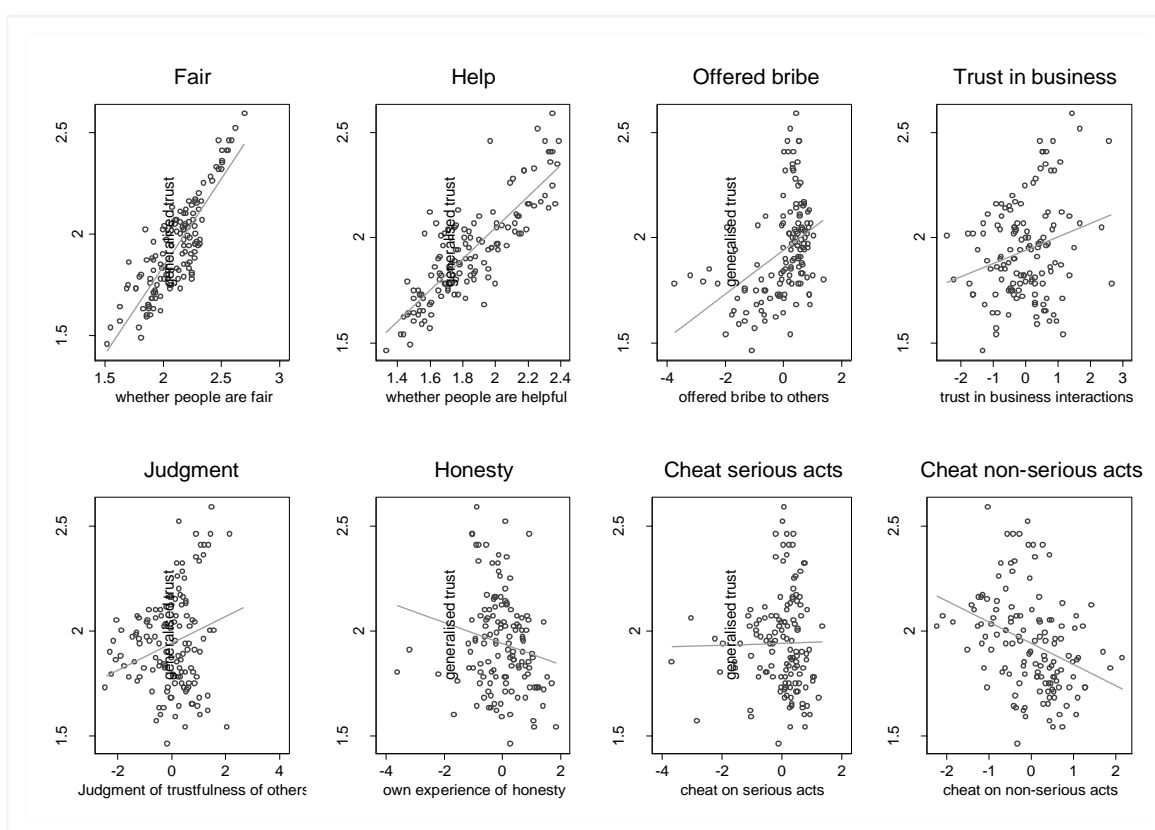 Fair
Help
Offered bribe
Trust in business
2.5
2
1.5
generalised trust
1.5 2 2.5 3
whether people are fair
2.5
2
1.5
generalised trust
1.4 1.6 1.8 2 2.2 2.4
whether people are helpful
2.5
2
1.5
generalised trust
-4 -2 0 2
offered bribe to others
2.5
2
1.5
-2 -1 0 1 2 3
trust in business interactions
Judgment
Honesty
Cheat serious acts
Cheat non-serious acts
2.5
2
1.5
generalised trust
-2 0 2 4
Judgment of trustfulness of others
2.5
2
1.5
generalised trust
-4 -2 0 2
own experience of honesty
2.5
2
1.5
generalised trust
-4 -2 0 2
cheat on serious acts
2.5
2
1.5
-2 -1 0 1 2
cheat on non-serious acts